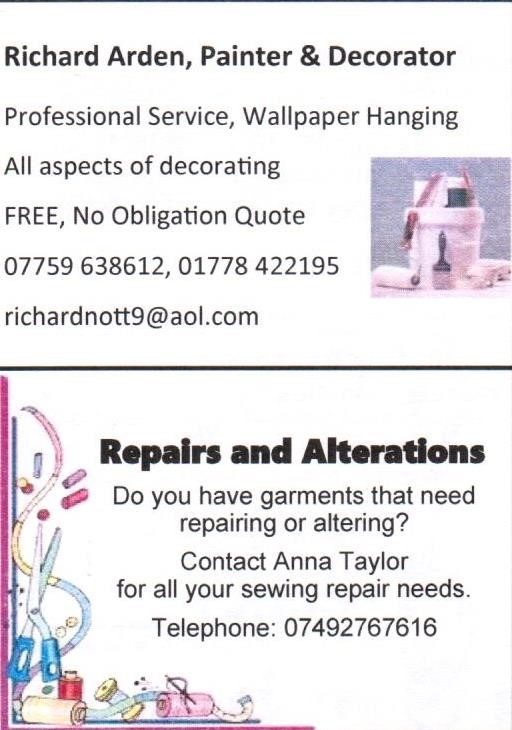 Richard Arden, Painter & Decorator
Professional Service, Wallpaper Hanging
All aspects of decorating
FREE, No Obligation Quote
07759 638612, 01778 422195
richardnott9@aol.com
Repairs and Alterations
Do you have garments that need
repairing or altering?
Contact Anna Taylor
for all your sewing repair needs.
Telephone: 07492767616